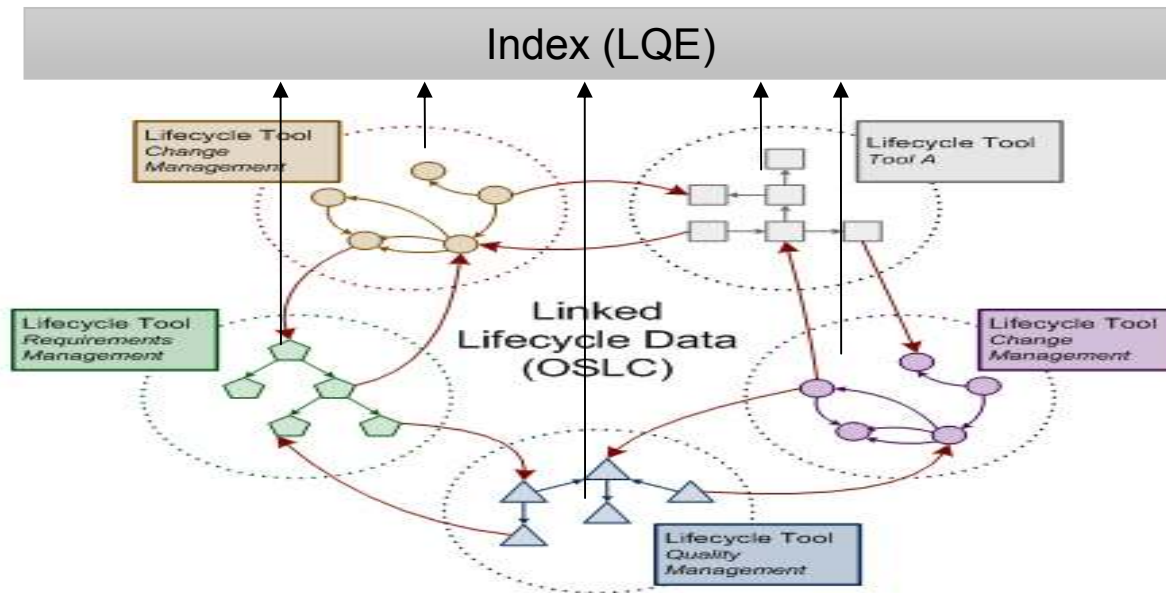 Index (LQE)
Lifecycle Tool
Change
Management
Lifecycle Tool
Tool A
Linked
Lifecycle Data
(OSLC)
Lifecycle Tool
Requirements
Management
Lifecycle Tool
Change
Management
Lifecycle Tool
Quality
Management